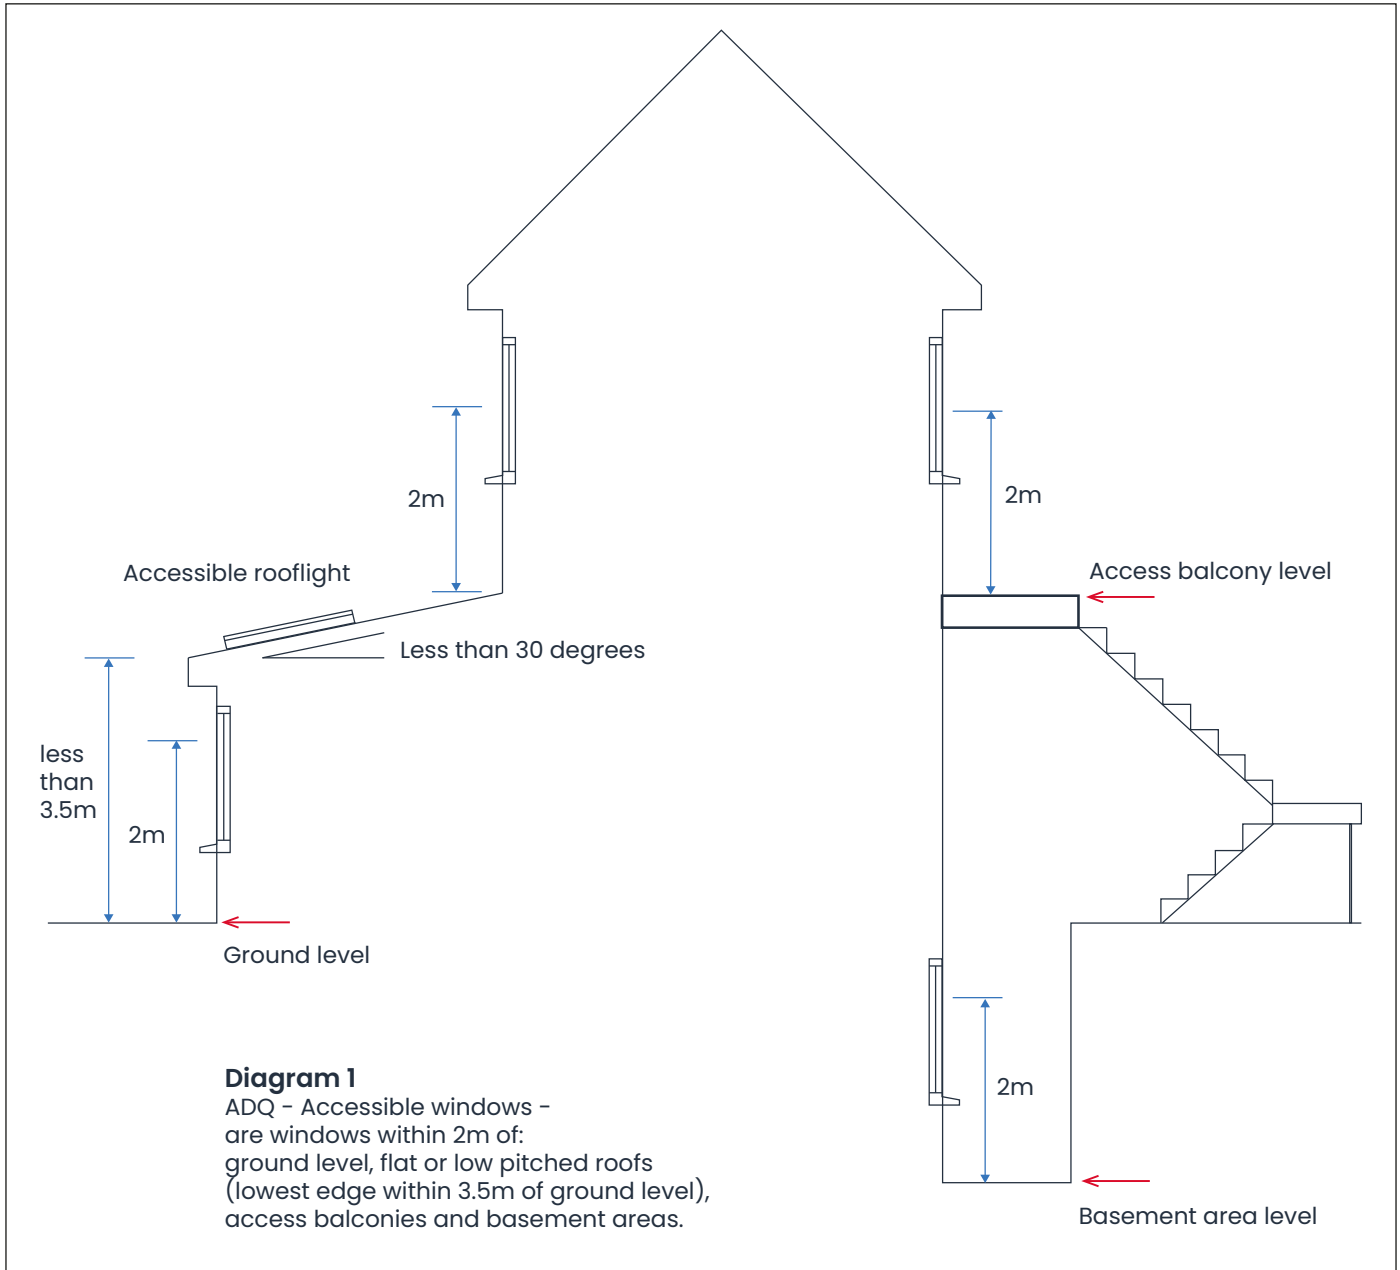 2m
2m
Accessible rooflight
Access balcony level
Less than 30 degrees
less
than
3.5m
2m
Ground level
2m
Diagram 1
ADQ - Accessible windows -
are windows within 2m of:
ground level, flat or low pitched roofs
(lowest edge within 3.5m of ground level),
access balconies and basement areas.
Basement area level